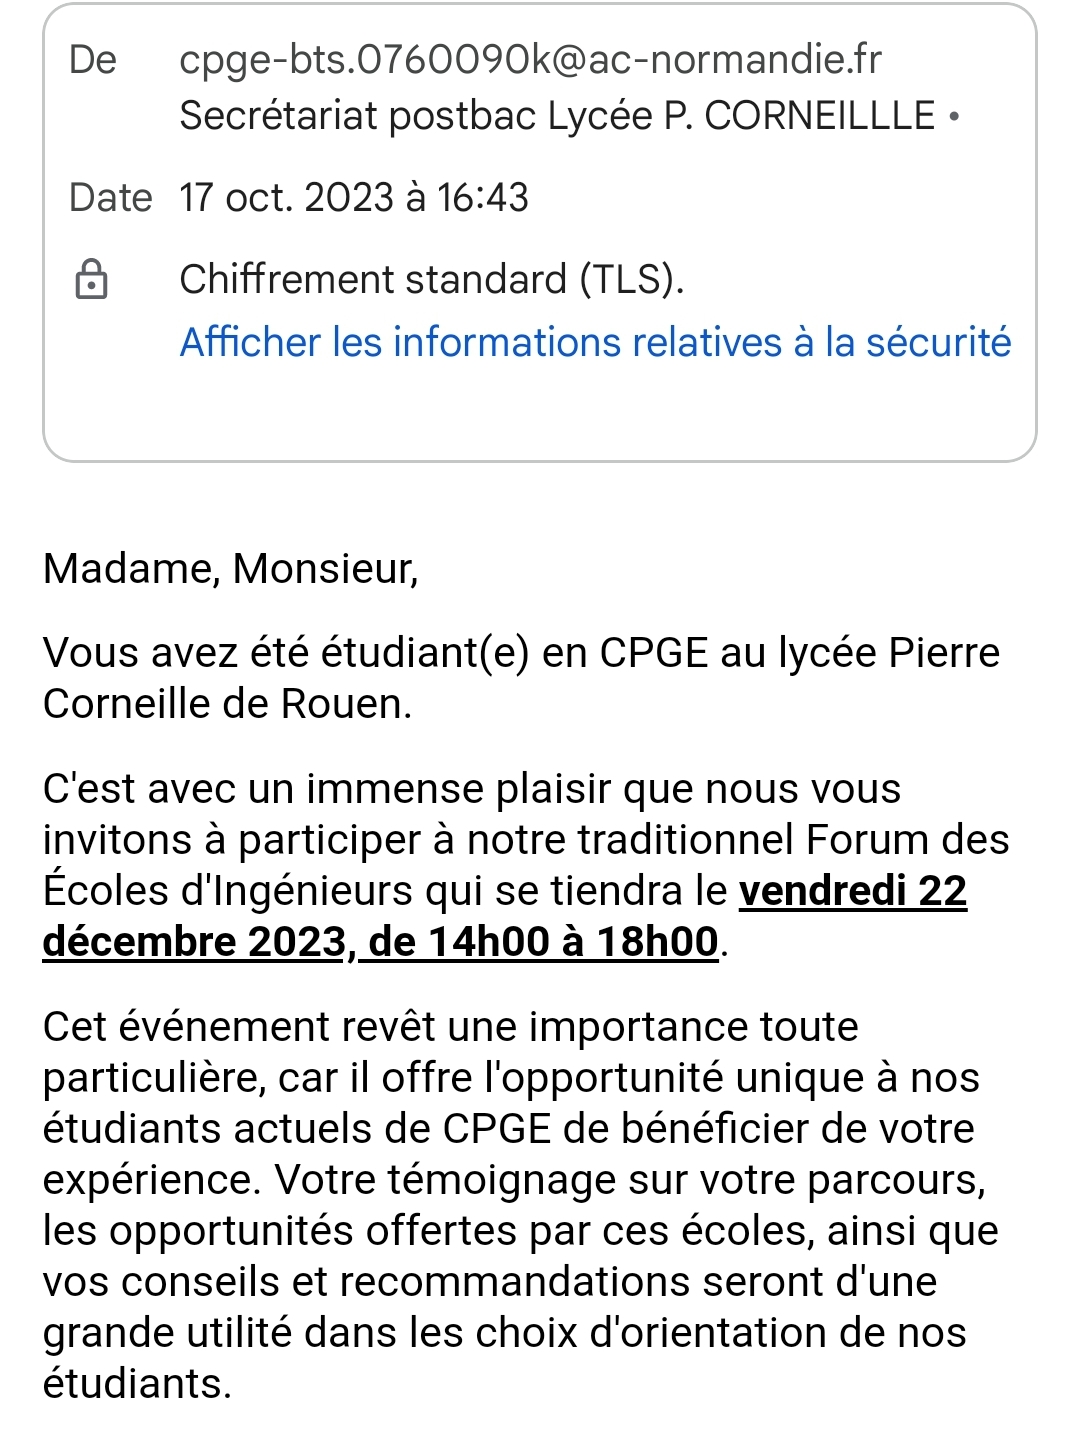 De cpge-bts.0760090k@ac-normandie.fr
Secrétariat postbac Lycée P. CORNEILLLE •
Date 17 oct. 2023 à 16:43
Chiffrement standard (TLS).
Afficher les informations relatives à la sécurité
Madame, Monsieur,
Vous avez été étudiant(e) en CPGE au lycée Pierre
Corneille de Rouen.
C'est avec un immense plaisir que nous vous
invitons à participer à notre traditionnel Forum des
Écoles d'Ingénieurs qui se tiendra le vendredi 22
décembre 2023, de 14h00 à 18h00.
Cet événement revêt une importance toute
particulière, car il offre l'opportunité unique à nos
étudiants actuels de CPGE de bénéficier de votre
expérience. Votre témoignage sur votre parcours,
les opportunités offertes par ces écoles, ainsi que
vos conseils et recommandations seront d'une
grande utilité dans les choix d'orientation de nos
étudiants.